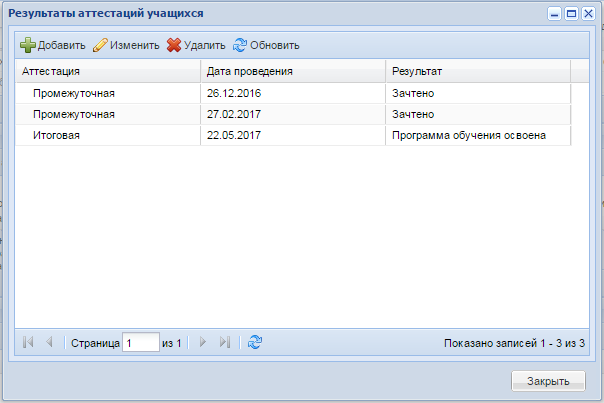 Результаты аттестаций учащихся
Добавить Изменить Удалить Обновить
Аттестация Дата проведения Результат
Промежуточная 26.12.2016 Зачтено
Промежуточная 27.02.2017 Зачтено
Итоговая 22.05.2017 Программа обучения освоена
Страница 1 из 1 Показано записей 1 - 3 из 3
Закрыть